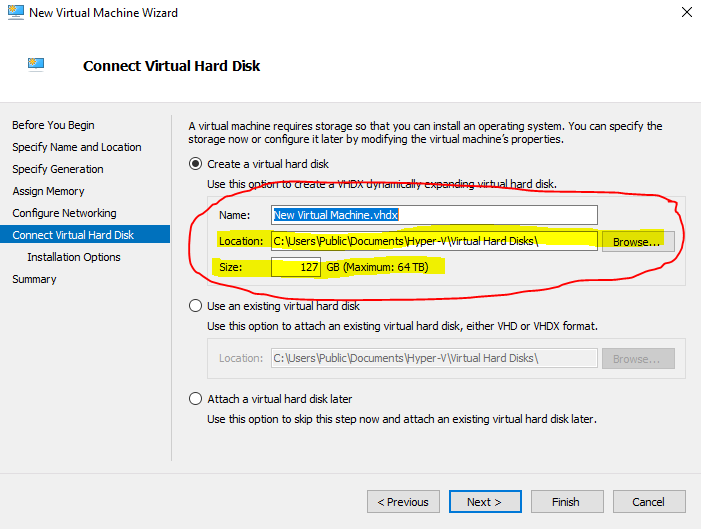 New Virtual Machine Wizard
Connect Virtual Hard Disk
Before You Begin
Specify Name and Location
Specify Generation
Assign Memory
Configure Networking
Connect Virtual Hard Disk
Installation Options
Summary
A virtual machine requires storage so that you can install an operating system. You can specify the
storage now or configure it later by modifying the virtual machine's properties.
Create a virtual hard disk
Use this option to create a VHDX dynamically expanding virtual hard disk.
Name: New Virtual Machine.vhdx
Location: C:\Users\Public\Documents\Hyper-V\Virtual Hard Disks\ Browse...
Size: 127 GB (Maximum: 64 TB)
Use an existing virtual hard disk
Use this option to attach an existing virtual hard disk, either VHD or VHDX format.
Location: C:\Users\Public\Documents\Hyper-V\Virtual Hard Disks\ Browse...
Attach a virtual hard disk later
Use this option to skip this step now and attach an existing virtual hard disk later.
< Previous Next > Finish Cancel